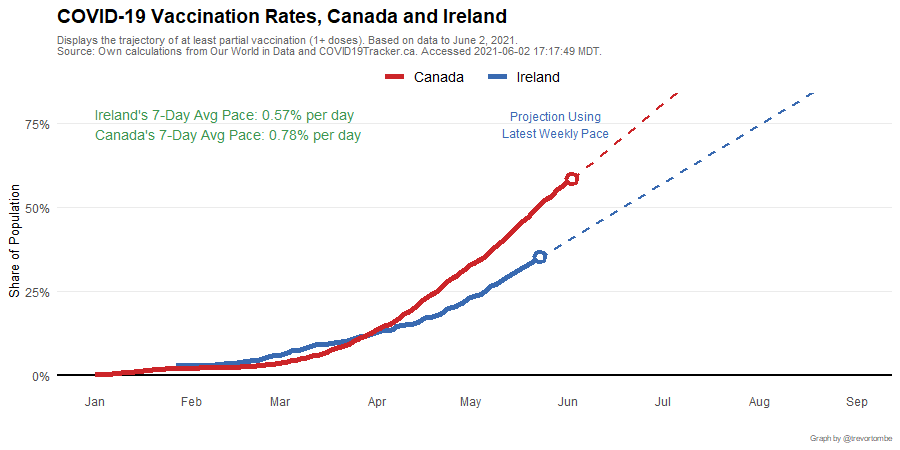 COVID-19 Vaccination Rates, Canada and Ireland
Displays the trajectory of at least partial vaccination (1+ doses). Based on data to June 2, 2021.
Source: Own calculations from Our World in Data and COVID19Tracker.ca. Accessed 2021-06-02 17:17:49 MDT.
Canada Ireland
Ireland's 7-Day Avg Pace: 0.57% per day
Canada's 7-Day Avg Pace: 0.78% per day
Projection Using
Latest Weekly Pace
Share of Population
75%
50%
25%
0%
Jan Feb Mar Apr May Jun Jul Aug Sep
Graph by @trevortombe